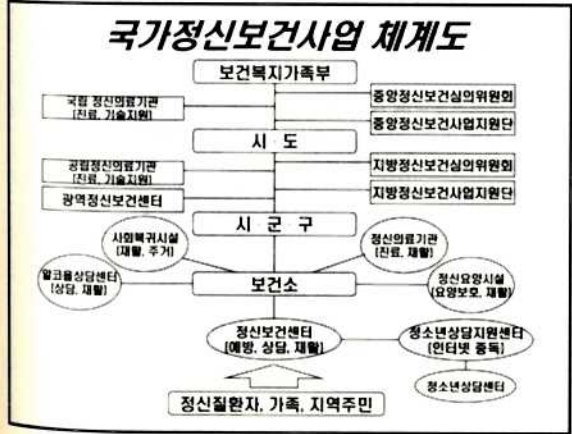 국가정신보건사업 체계도
보건복지가족부
국립 정신의료기관
[진료, 기술지원]
중앙정신보건심의위원회
중앙정신보건사업지원단
시 · 도
공립정신의료기관
[진료, 기술지원]
광역정신보건센터
지방정신보건심의위원회
지방정신보건사업지원단
시 · 군 · 구
사회복귀시설
[재활, 주거]
정신의료기관
[진료, 재활]
알코올상담센터
[상담, 재활]
보건소
정신요양시설
[요양보호, 재활]
정신보건센터
[예방, 상담, 재활]
청소년상담지원센터
[인터넷 중독]
청소년상담센터
정신질환자, 가족, 지역주민